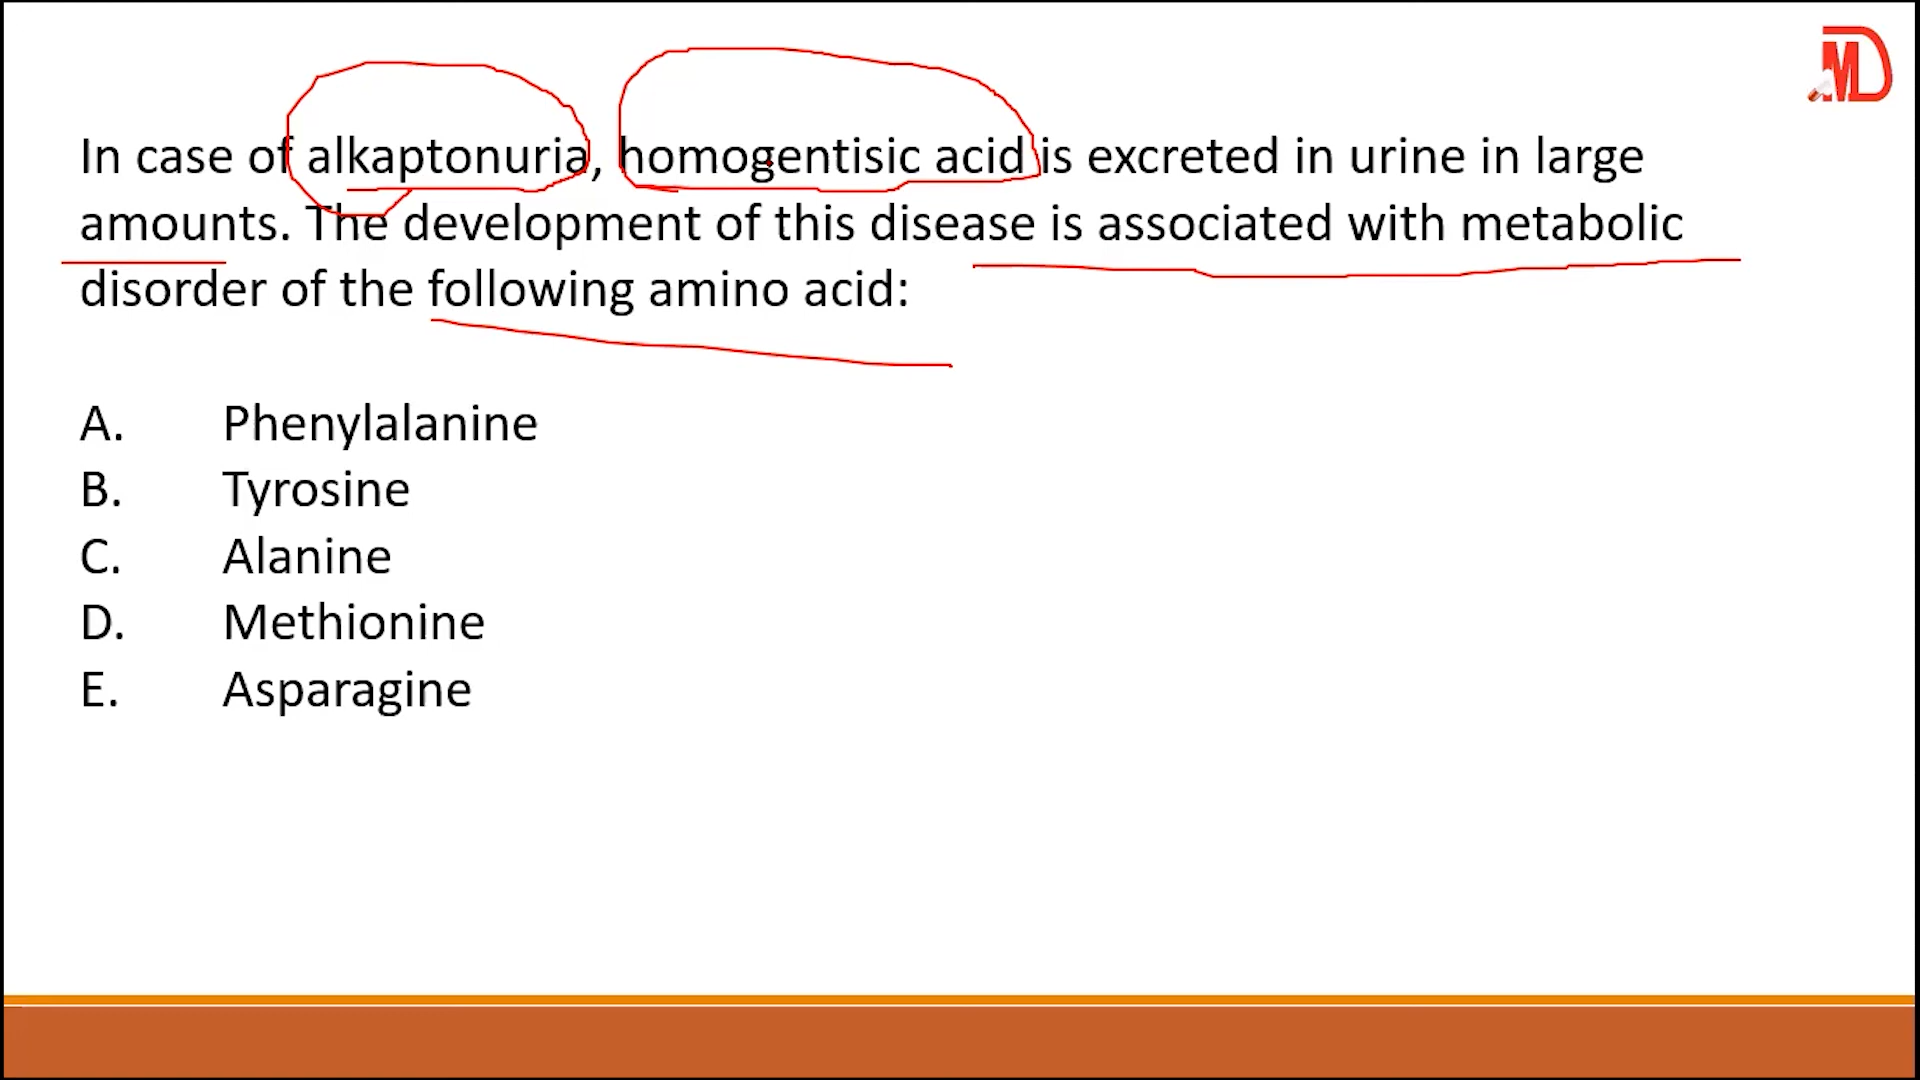 MD
In case of alkaptonuria, homogentisic acid is excreted in urine in large
amounts. The development of this disease is associated with metabolic
disorder of the following amino acid:
A. Phenylalanine
B. Tyrosine
C. Alanine
D. Methionine
E. Asparagine